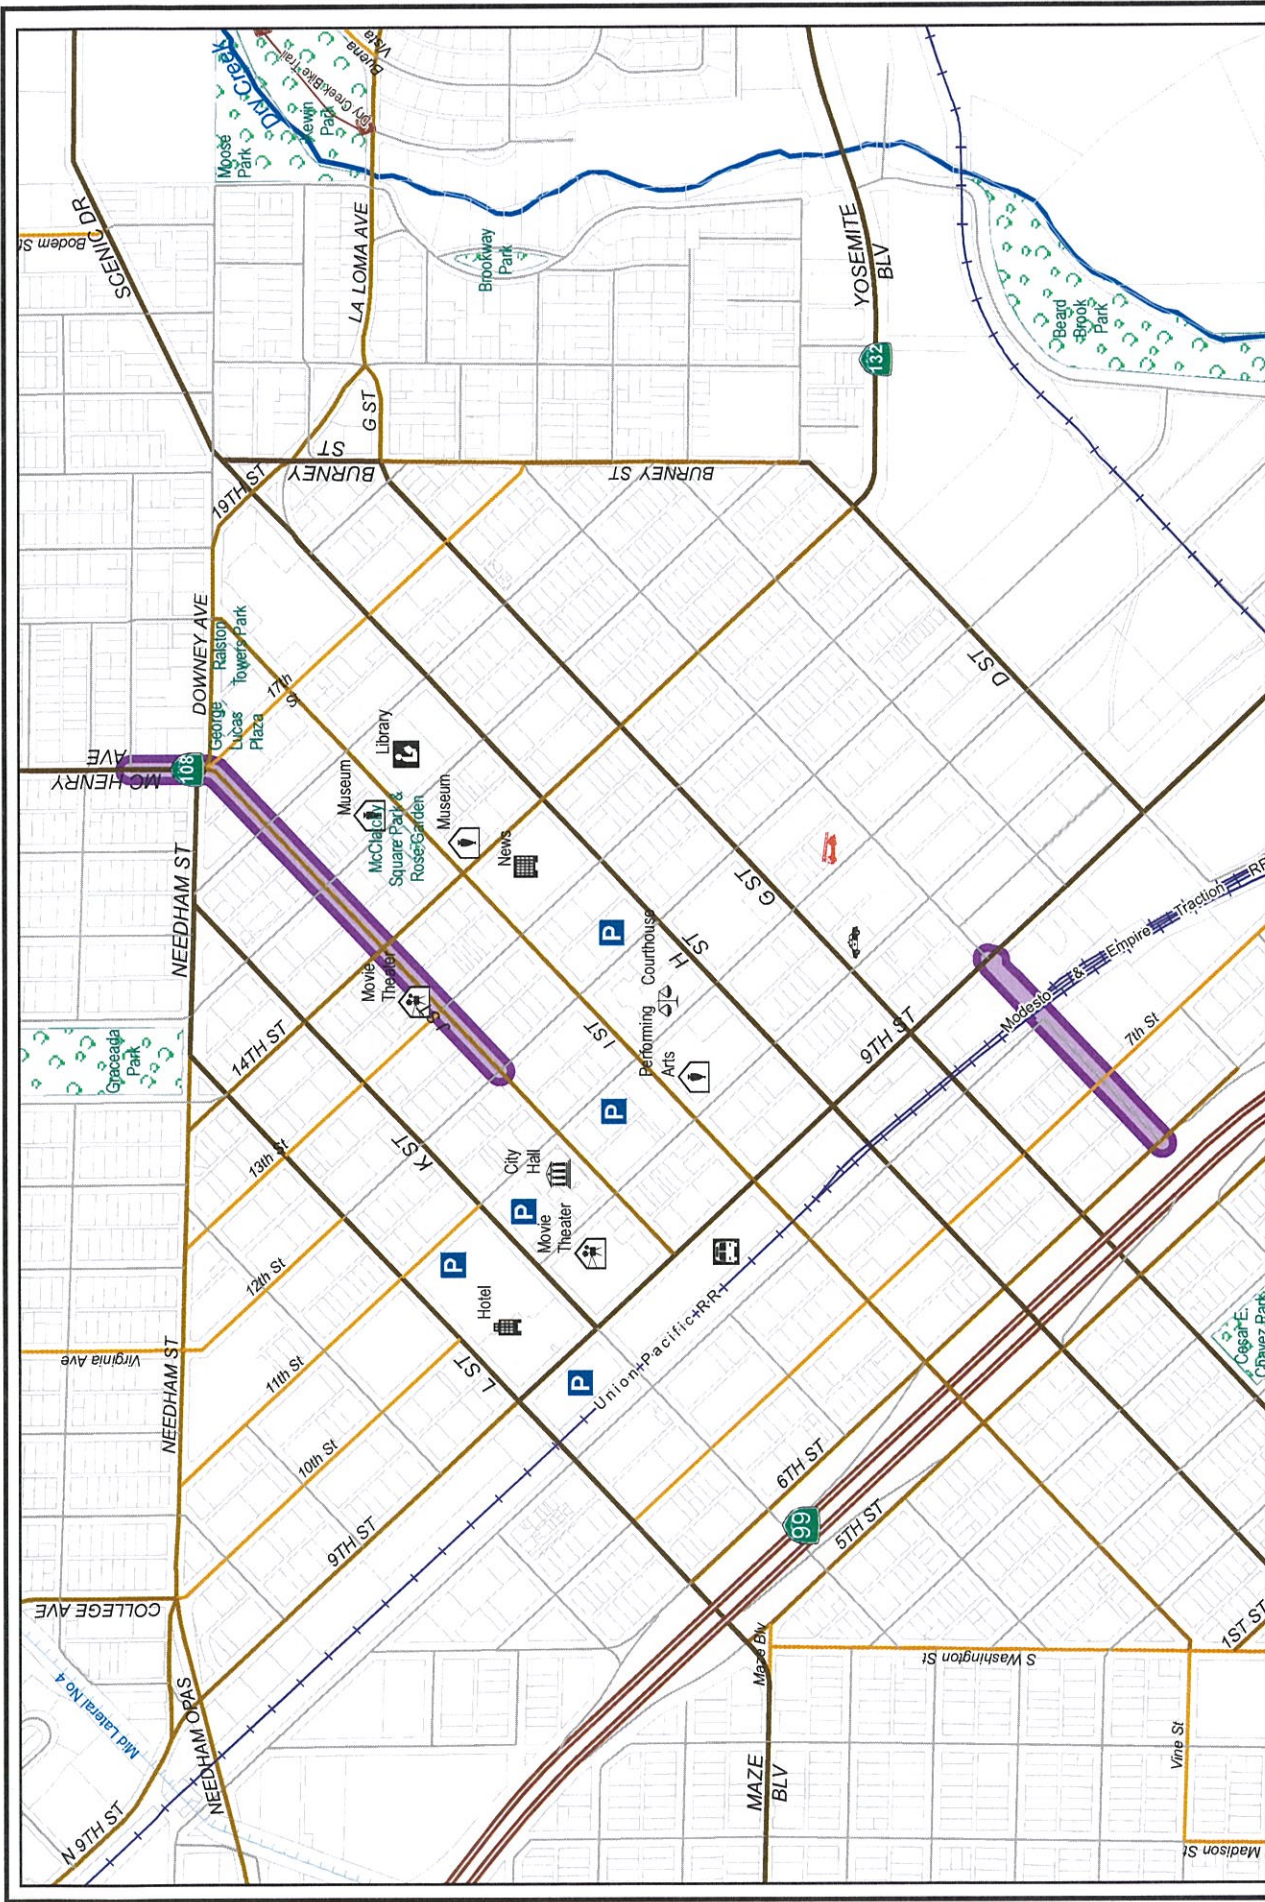 Bodem St
SCENIC DR
Moose
Park
Dry Creek
Kewin
Park
Dry Creek Bike Trail
Buena
Vista
LA LOMA AVE
Brookway
Park
YOSEMITE
BLV
132
Beard
Brook
Park
G ST
BURNEY
ST
BURNEY ST
19TH ST
DOWNEY AVE
Ralston
Towers Park
George
Lucas
Plaza
17th
St
MC HENRY
AVE
108
NEEDHAM ST
Library
Museum
McClatchy
Square Park &
Rose Garden
Museum
News
Movie
Theater
J S
P
Courthouse
H
ST
G ST
D ST
Performing
Arts
I ST
P
9TH ST
Modesto & Empire Traction RR
7th St
Graceada
Park
14TH ST
13th St
K ST
City
Hall
P
Movie
Theater
12th St
P
Hotel
Virginia Ave
11th St
NEEDHAM ST
L ST
P
Union Pacific RR
10th St
9TH ST
6TH ST
99
5TH ST
Cesar E.
Chavez Park
COLLEGE AVE
Mid Lateral No 4
NEEDHAM OPAS
N 9TH ST
Maze Blv
MAZE
BLV
S Washington St
1ST ST
Vine St
Madison St